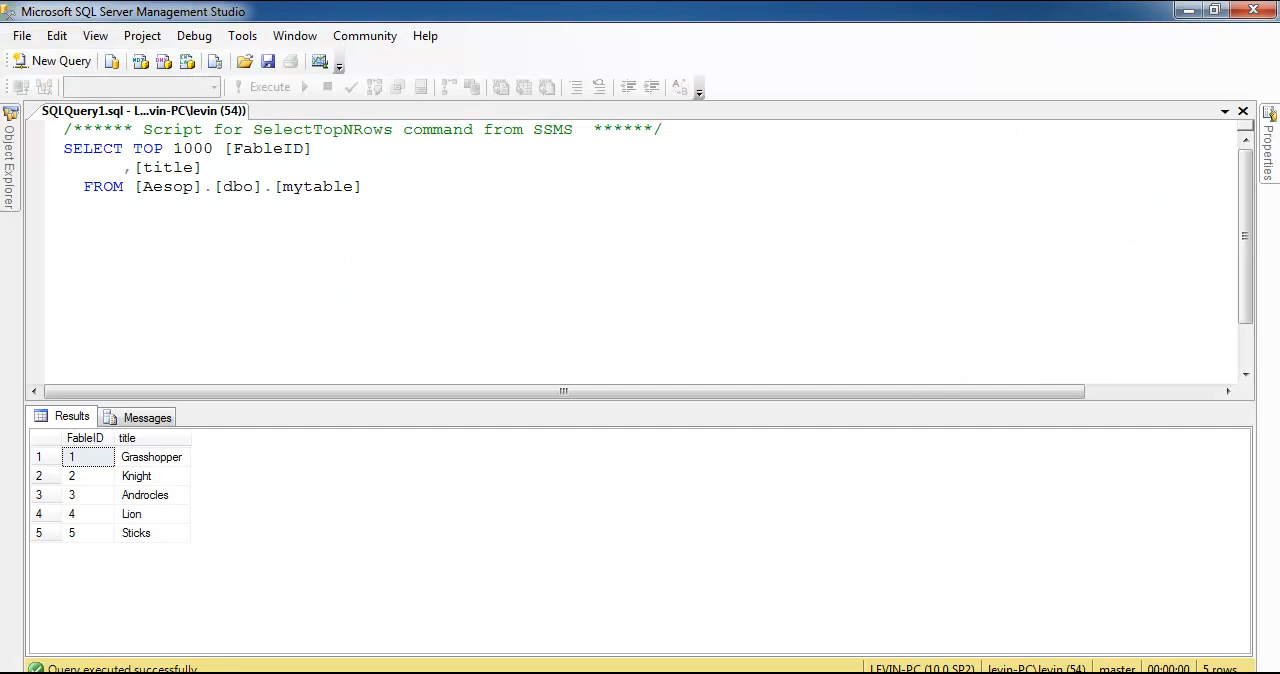 Microsoft SQL Server Management Studio
File Edit View Project Debug Tools Window Community Help
New Query
Execute
SQLQuery1.sql - L...vin-PC\levin (54))
Object Explorer
Properties
/****** Script for SelectTopNRows command from SSMS ******/
SELECT TOP 1000 [FableID]
,[title]
FROM [Aesop].[dbo].[mytable]
Results Messages
FableID title
1 1 Grasshopper
2 2 Knight
3 3 Androcles
4 4 Lion
5 5 Sticks
Query executed successfully. LEVIN-PC (10.0 SP2) levin-PC\levin (54) master 00:00:00 5 rows